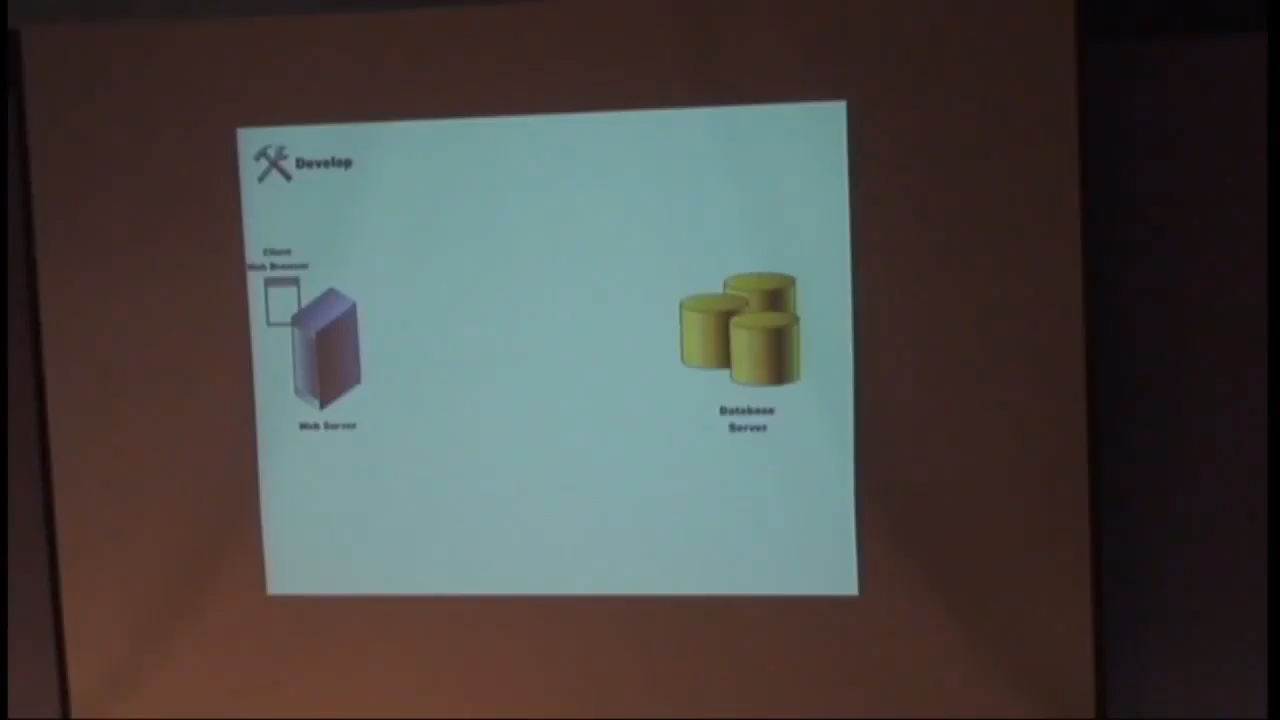 Develop
Client
Web Browser
Web Server
Database
Server